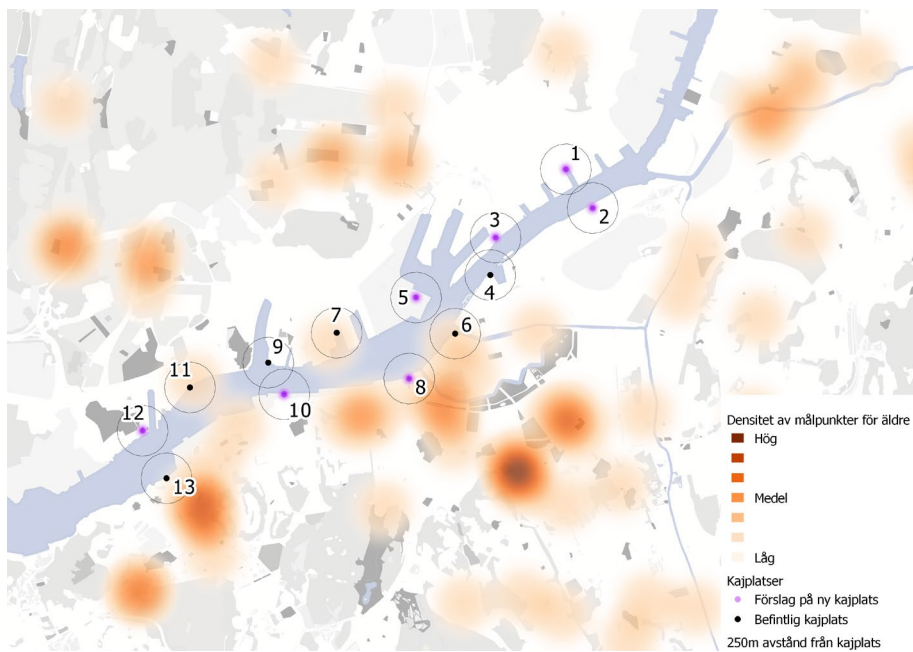 1
2
3
4
5
6
7
8
9
10
11
12
13
Densitet av målpunkter för äldre
Hög
Medel
Låg
Kajplatser
Förslag på ny kajplats
Befintlig kajplats
250m avstånd från kajplats